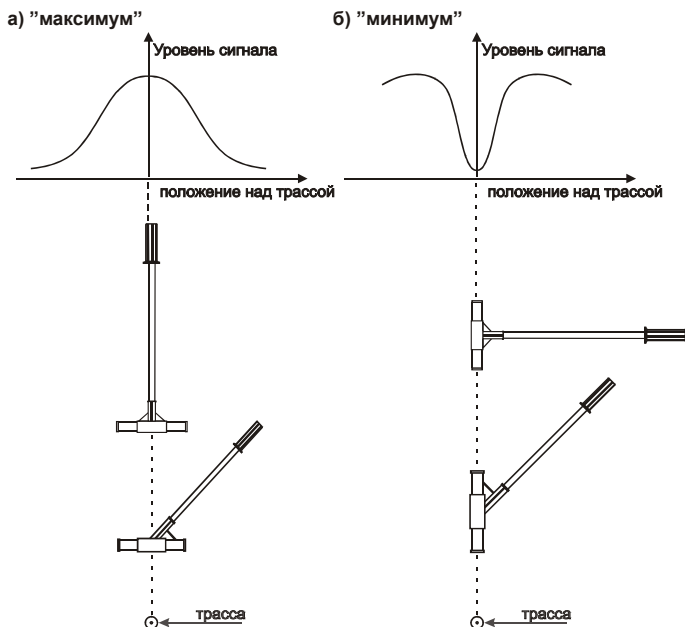 а) ”максимум”
Уровень сигнала
положение над трассой
трасса
б) ”минимум”
Уровень сигнала
положение над трассой
трасса